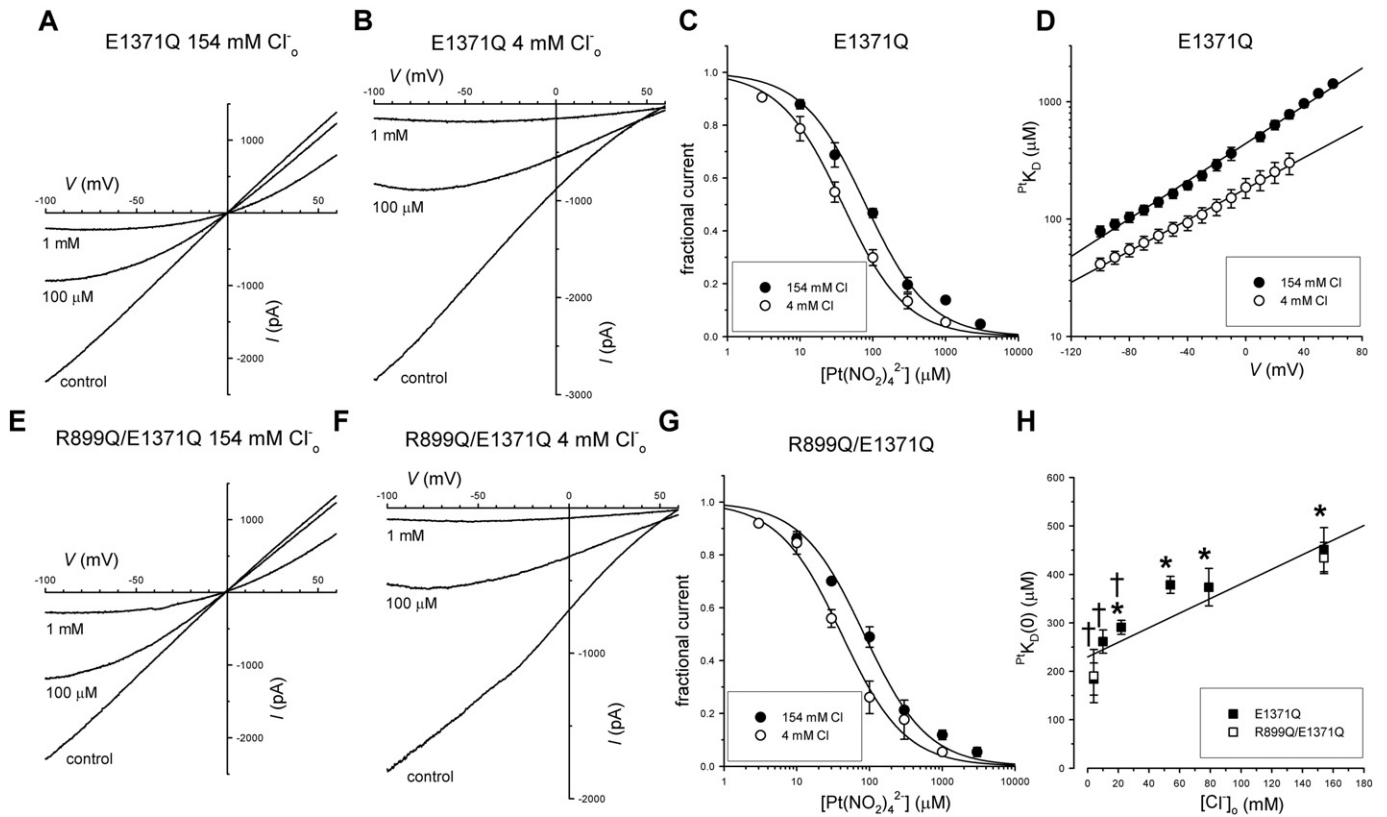 A
E1371Q 154 mM Cl⁻ₒ
V (mV)
-100 -50 50
1000
-1000
-2000
1 mM
100 μM
control
I (pA)
B
E1371Q 4 mM Cl⁻ₒ
V (mV)
-100 -50 0 50
1 mM
100 μM
control
-1000
-2000
-3000
I (pA)
C
E1371Q
fractional current
1.0
0.8
0.6
0.4
0.2
0.0
154 mM Cl
4 mM Cl
1 10 100 1000 10000
[Pt(NO₂)₄²⁻] (μM)
D
E1371Q
ᴾᵗK_D (μM)
1000
100
10
154 mM Cl
4 mM Cl
-120 -80 -40 0 40 80
V (mV)
E
R899Q/E1371Q 154 mM Cl⁻ₒ
V (mV)
-100 -50 50
1000
-1000
-2000
1 mM
100 μM
control
I (pA)
F
R899Q/E1371Q 4 mM Cl⁻ₒ
V (mV)
-100 -50 0 50
1 mM
100 μM
control
-1000
-2000
I (pA)
G
R899Q/E1371Q
fractional current
1.0
0.8
0.6
0.4
0.2
0.0
154 mM Cl
4 mM Cl
1 10 100 1000 10000
[Pt(NO₂)₄²⁻] (μM)
H
ᴾᵗK_D(0) (μM)
600
500
400
300
200
100
0
† † † * * * *
E1371Q
R899Q/E1371Q
0 20 40 60 80 100 120 140 160 180
[Cl⁻]ₒ (mM)